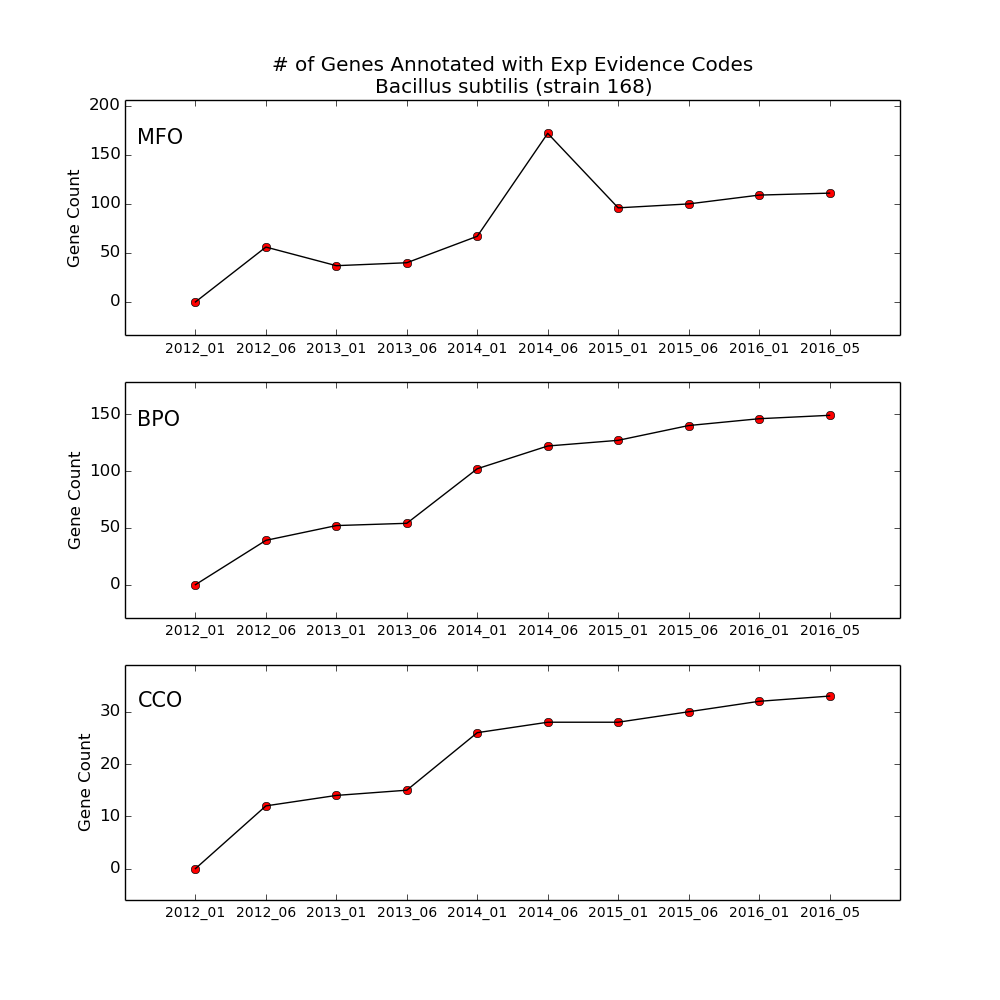 # of Genes Annotated with Exp Evidence Codes
Bacillus subtilis (strain 168)
MFO
Gene Count
200
150
100
50
0
2012_01 2012_06 2013_01 2013_06 2014_01 2014_06 2015_01 2015_06 2016_01 2016_05
BPO
Gene Count
150
100
50
0
2012_01 2012_06 2013_01 2013_06 2014_01 2014_06 2015_01 2015_06 2016_01 2016_05
CCO
Gene Count
30
20
10
0
2012_01 2012_06 2013_01 2013_06 2014_01 2014_06 2015_01 2015_06 2016_01 2016_05